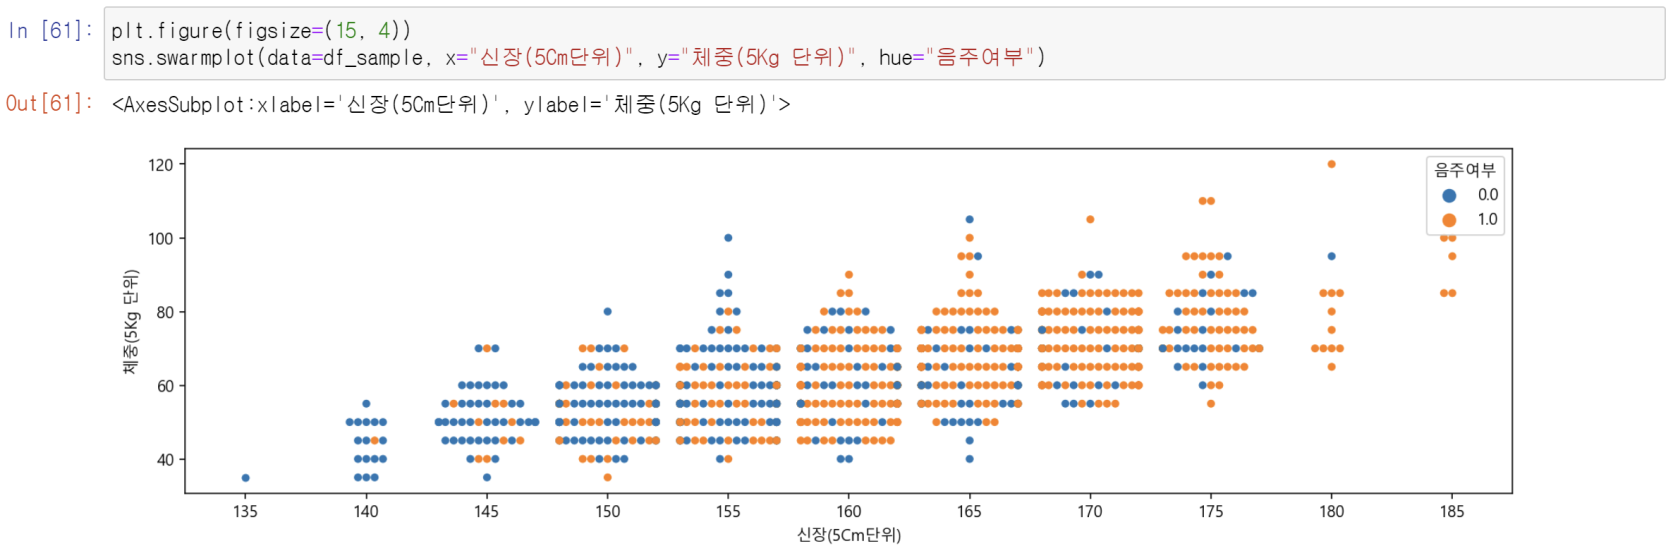 In [61]: plt.figure(figsize=(15, 4))
sns.swarmplot(data=df_sample, x="신장(5Cm단위)", y="체중(5Kg 단위)", hue="음주여부")
Out[61]: <AxesSubplot:xlabel='신장(5Cm단위)', ylabel='체중(5Kg 단위)'>
음주여부
0.0
1.0
120
100
80
60
40
체중(5Kg 단위)
135 140 145 150 155 160 165 170 175 180 185
신장(5Cm단위)